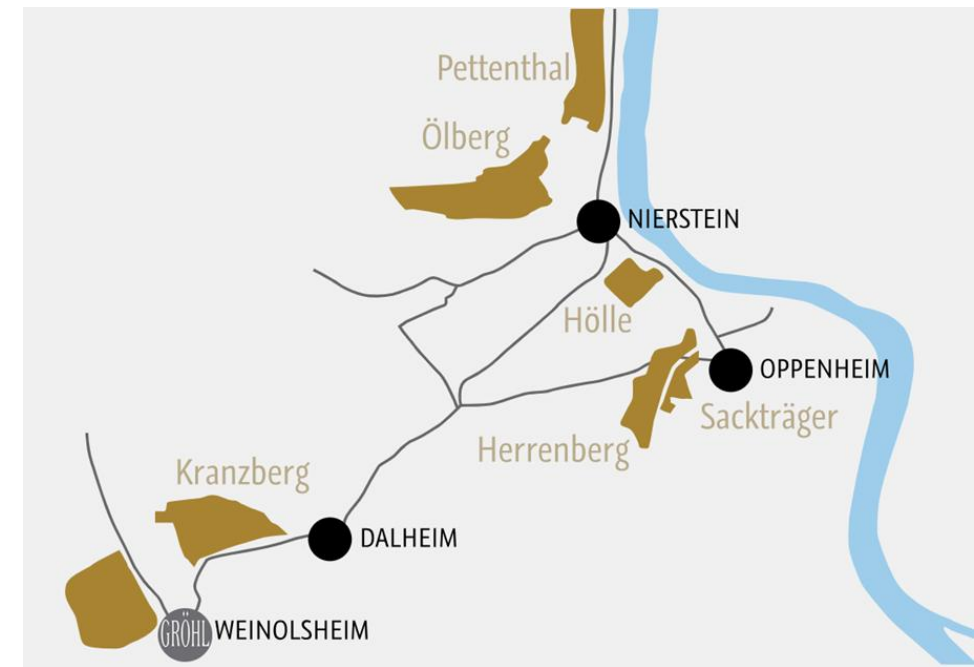 Pettenthal
Ölberg
NIERSTEIN
Hölle
OPPENHEIM
Sackträger
Herrenberg
Kranzberg
DALHEIM
GRÖHL WEINOLSHEIM